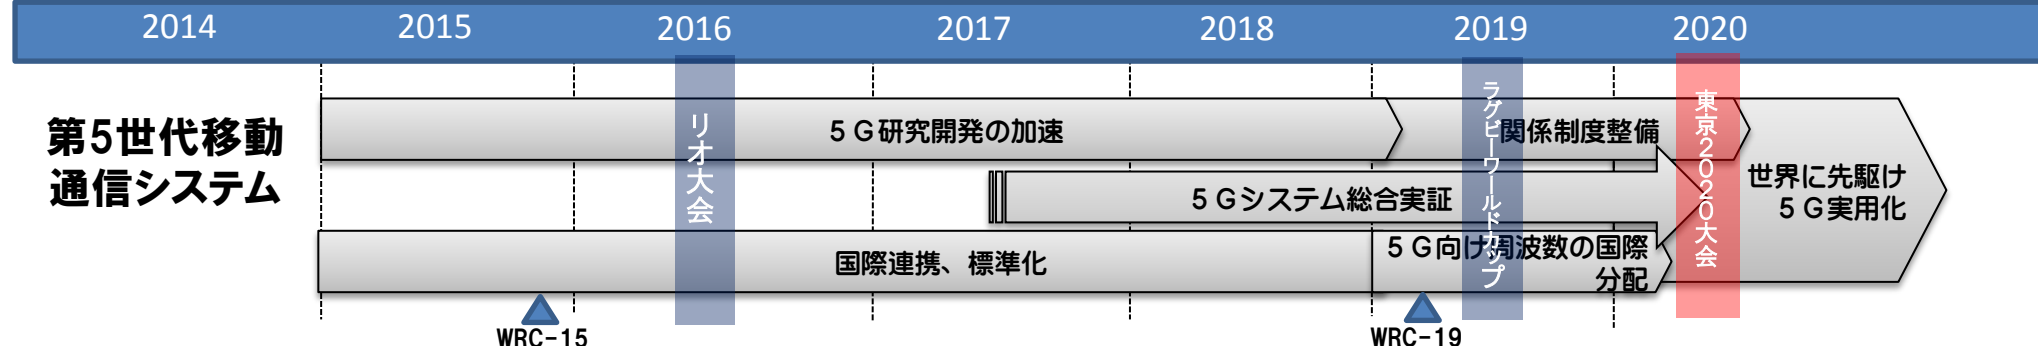 2014 2015 2016 2017 2018 2019 2020
第5世代移動
通信システム
５Ｇ研究開発の加速
関係制度整備
５Ｇシステム総合実証
国際連携、標準化
５Ｇ向け周波数の国際
分配
世界に先駆け
５Ｇ実用化
リオ大会
ラグビーワールドカップ
東京２０２０大会
WRC-15
WRC-19